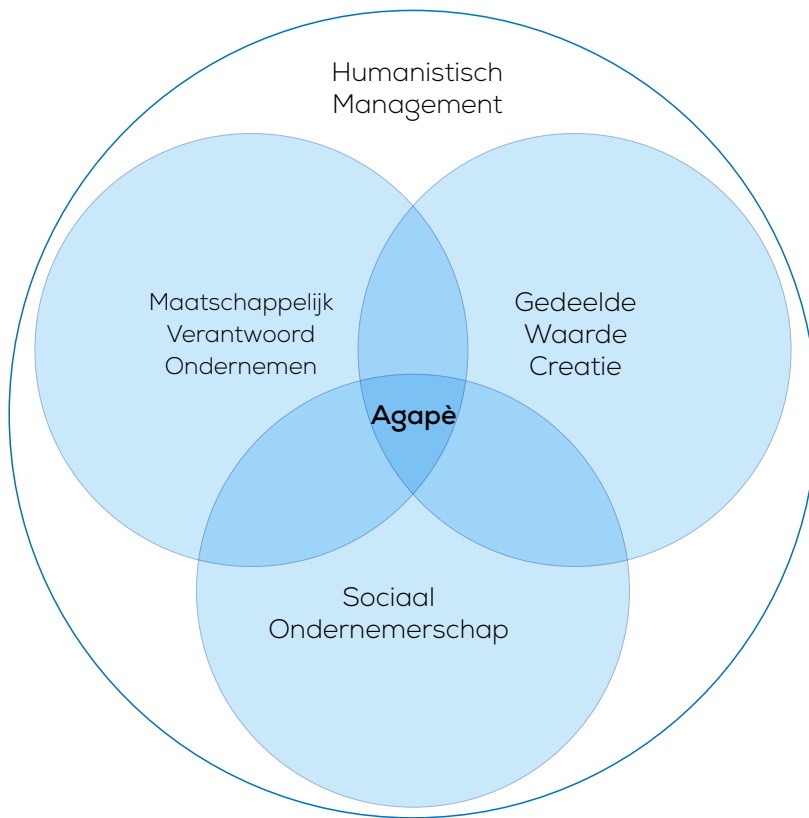 Humanistisch
Management
Maatschappelijk
Verantwoord
Ondernemen
Gedeelde
Waarde
Creatie
Agapè
Sociaal
Ondernemerschap